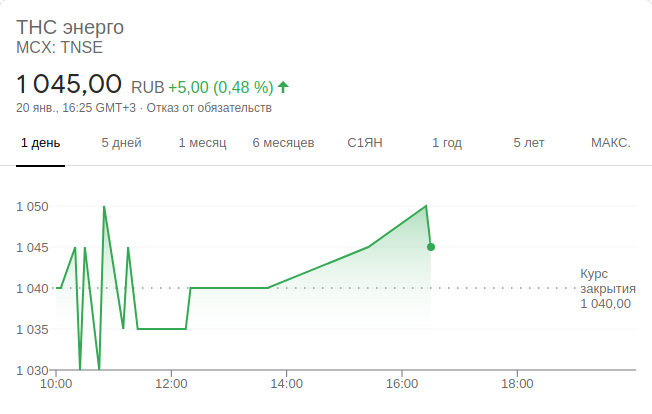 ТНС энерго
MCX: TNSE
1 045,00 RUB +5,00 (0,48 %)
20 янв., 16:25 GMT+3 · Отказ от обязательств
1 день 5 дней 1 месяц 6 месяцев С1ЯН 1 год 5 лет МАКС.
1 050
1 045
1 040
1 035
1 030
Курс
закрытия
1 040,00
10:00 12:00 14:00 16:00 18:00